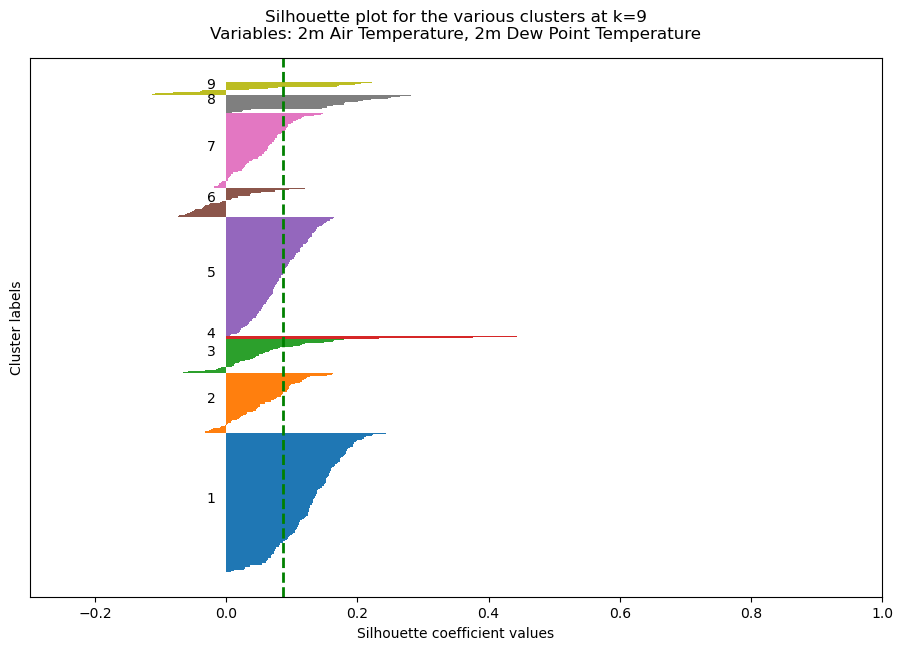 Silhouette plot for the various clusters at k=9
Variables: 2m Air Temperature, 2m Dew Point Temperature
Cluster labels
9
8
7
6
5
4
3
2
1
−0.2 0.0 0.2 0.4 0.6 0.8 1.0
Silhouette coefficient values